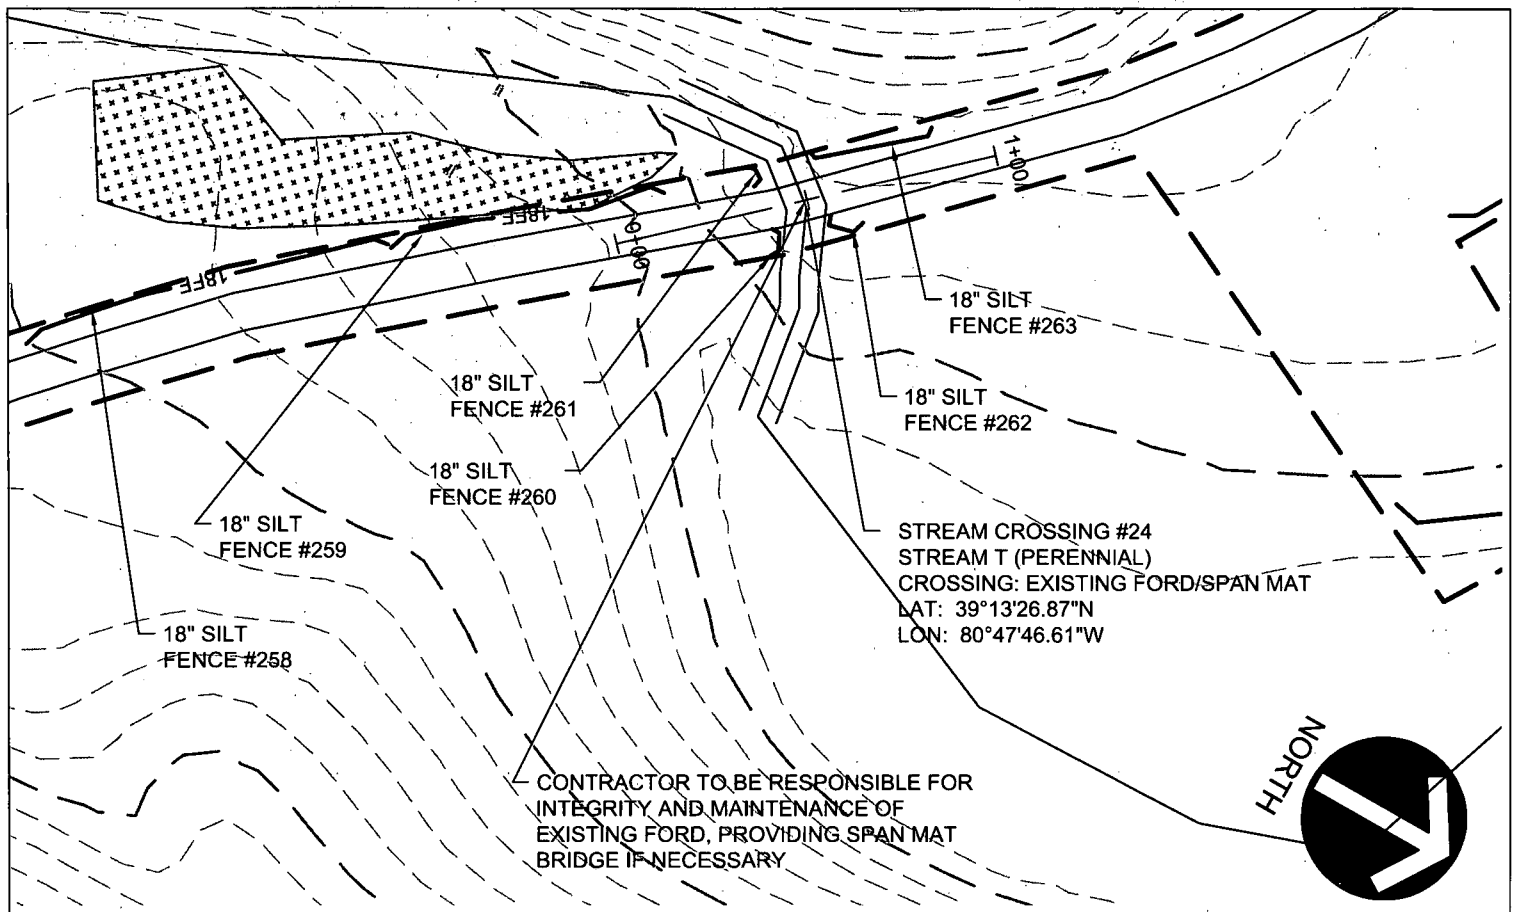 1+00
18FE
9+00
18FE
18" SILT
FENCE #263
18" SILT
FENCE #261
18" SILT
FENCE #262
18" SILT
FENCE #260
18" SILT
FENCE #259
STREAM CROSSING #24
STREAM T (PERENNIAL)
CROSSING: EXISTING FORD/SPAN MAT
LAT: 39°13'26.87"N
LON: 80°47'46.61"W
18" SILT
FENCE #258
NORTH
CONTRACTOR TO BE RESPONSIBLE FOR
INTEGRITY AND MAINTENANCE OF
EXISTING FORD, PROVIDING SPAN MAT
BRIDGE IF NECESSARY